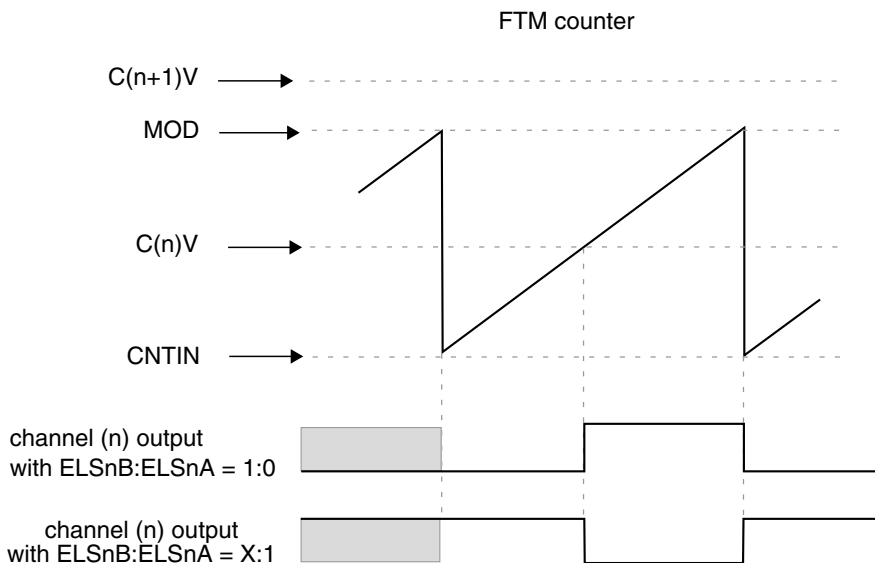 FTM counter
C(n+1)V
MOD
C(n)V
CNTIN
channel (n) output
with ELSnB:ELSnA = 1:0
channel (n) output
with ELSnB:ELSnA = X:1